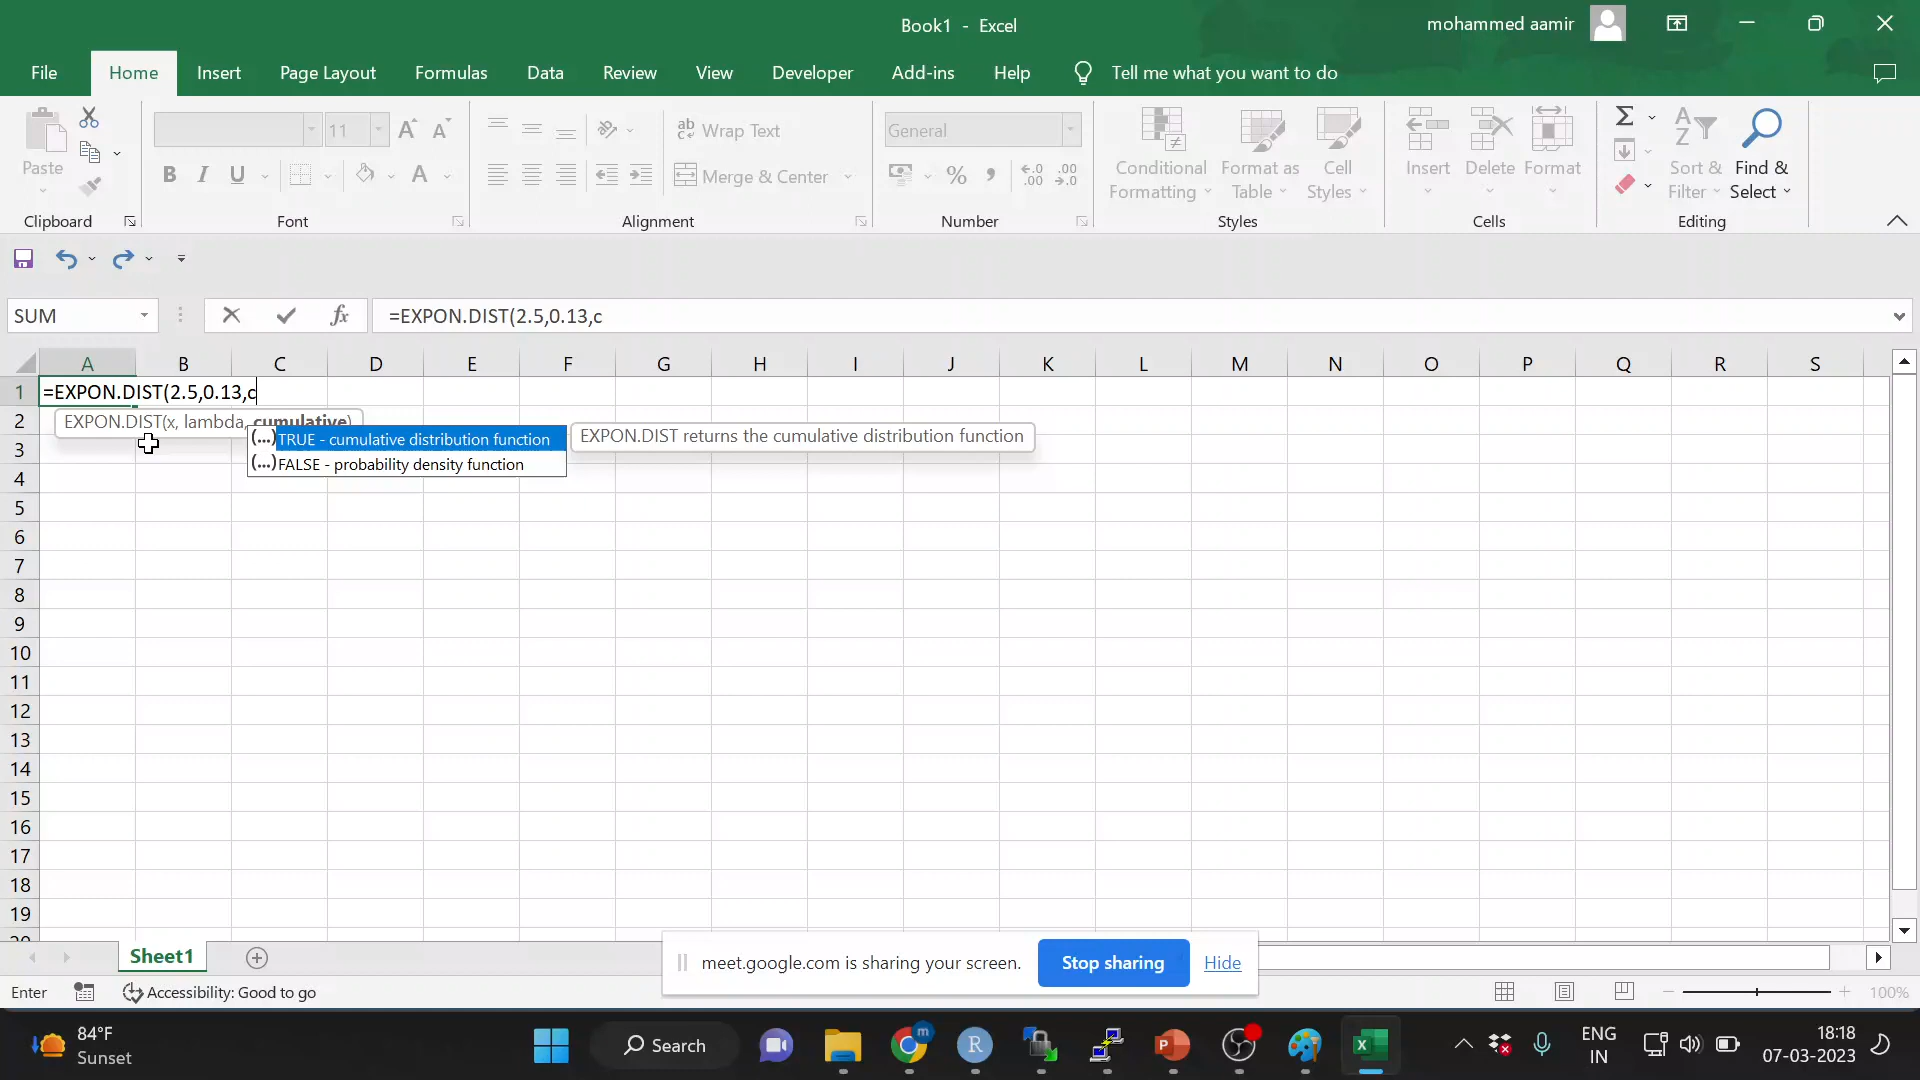 Book1 - Excel
mohammed aamir
File Home Insert Page Layout Formulas Data Review View Developer Add-ins Help Tell me what you want to do
Paste
11
Wrap Text
Merge & Center
General
Conditional Formatting
Format as Table
Cell Styles
Insert
Delete
Format
Sort & Filter
Find & Select
Clipboard Font Alignment Number Styles Cells Editing
SUM
fx
=EXPON.DIST(2.5,0.13,c
A B C D E F G H I J K L M N O P Q R S
1 =EXPON.DIST(2.5,0.13,c
2 EXPON.DIST(x, lambda, cumulative)
(...)TRUE - cumulative distribution function
EXPON.DIST returns the cumulative distribution function
3
(...)FALSE - probability density function
4
5
6
7
8
9
10
11
12
13
14
15
16
17
18
19
20
Sheet1
meet.google.com is sharing your screen. Stop sharing Hide
Enter
Accessibility: Good to go
100%
84°F
Sunset
Search
ENG
IN
18:18
07-03-2023